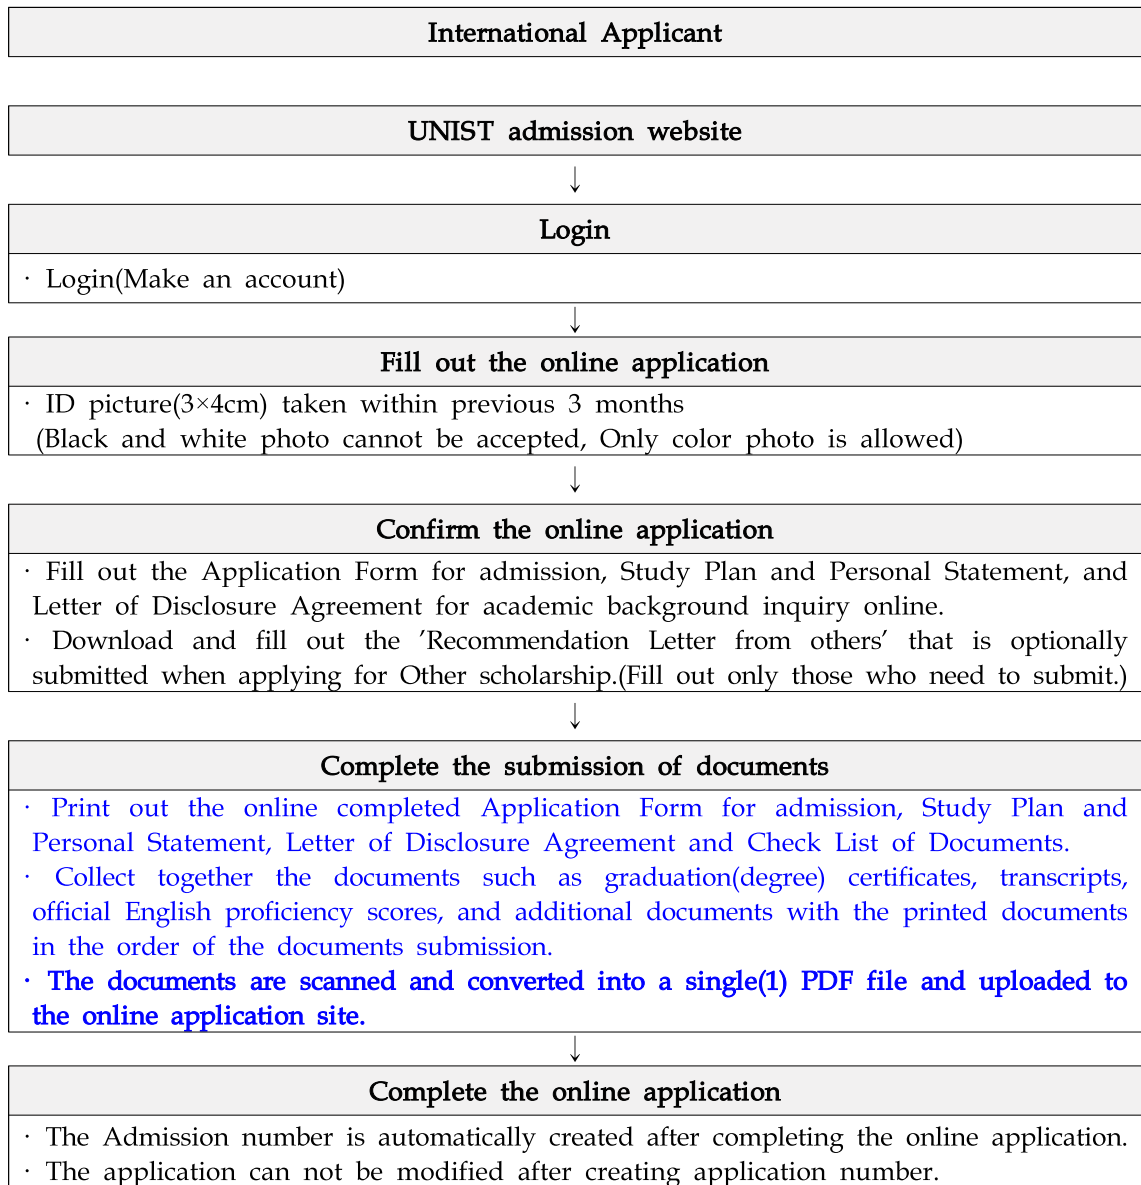 International Applicant
UNIST admission website
↓
Login
· Login(Make an account)
↓
Fill out the online application
· ID picture(3×4cm) taken within previous 3 months
(Black and white photo cannot be accepted, Only color photo is allowed)
↓
Confirm the online application
· Fill out the Application Form for admission, Study Plan and Personal Statement, and
Letter of Disclosure Agreement for academic background inquiry online.
· Download and fill out the 'Recommendation Letter from others' that is optionally
submitted when applying for Other scholarship.(Fill out only those who need to submit.)
↓
Complete the submission of documents
· Print out the online completed Application Form for admission, Study Plan and
Personal Statement, Letter of Disclosure Agreement and Check List of Documents.
· Collect together the documents such as graduation(degree) certificates, transcripts,
official English proficiency scores, and additional documents with the printed documents
in the order of the documents submission.
· The documents are scanned and converted into a single(1) PDF file and uploaded to
the online application site.
↓
Complete the online application
· The Admission number is automatically created after completing the online application.
· The application can not be modified after creating application number.